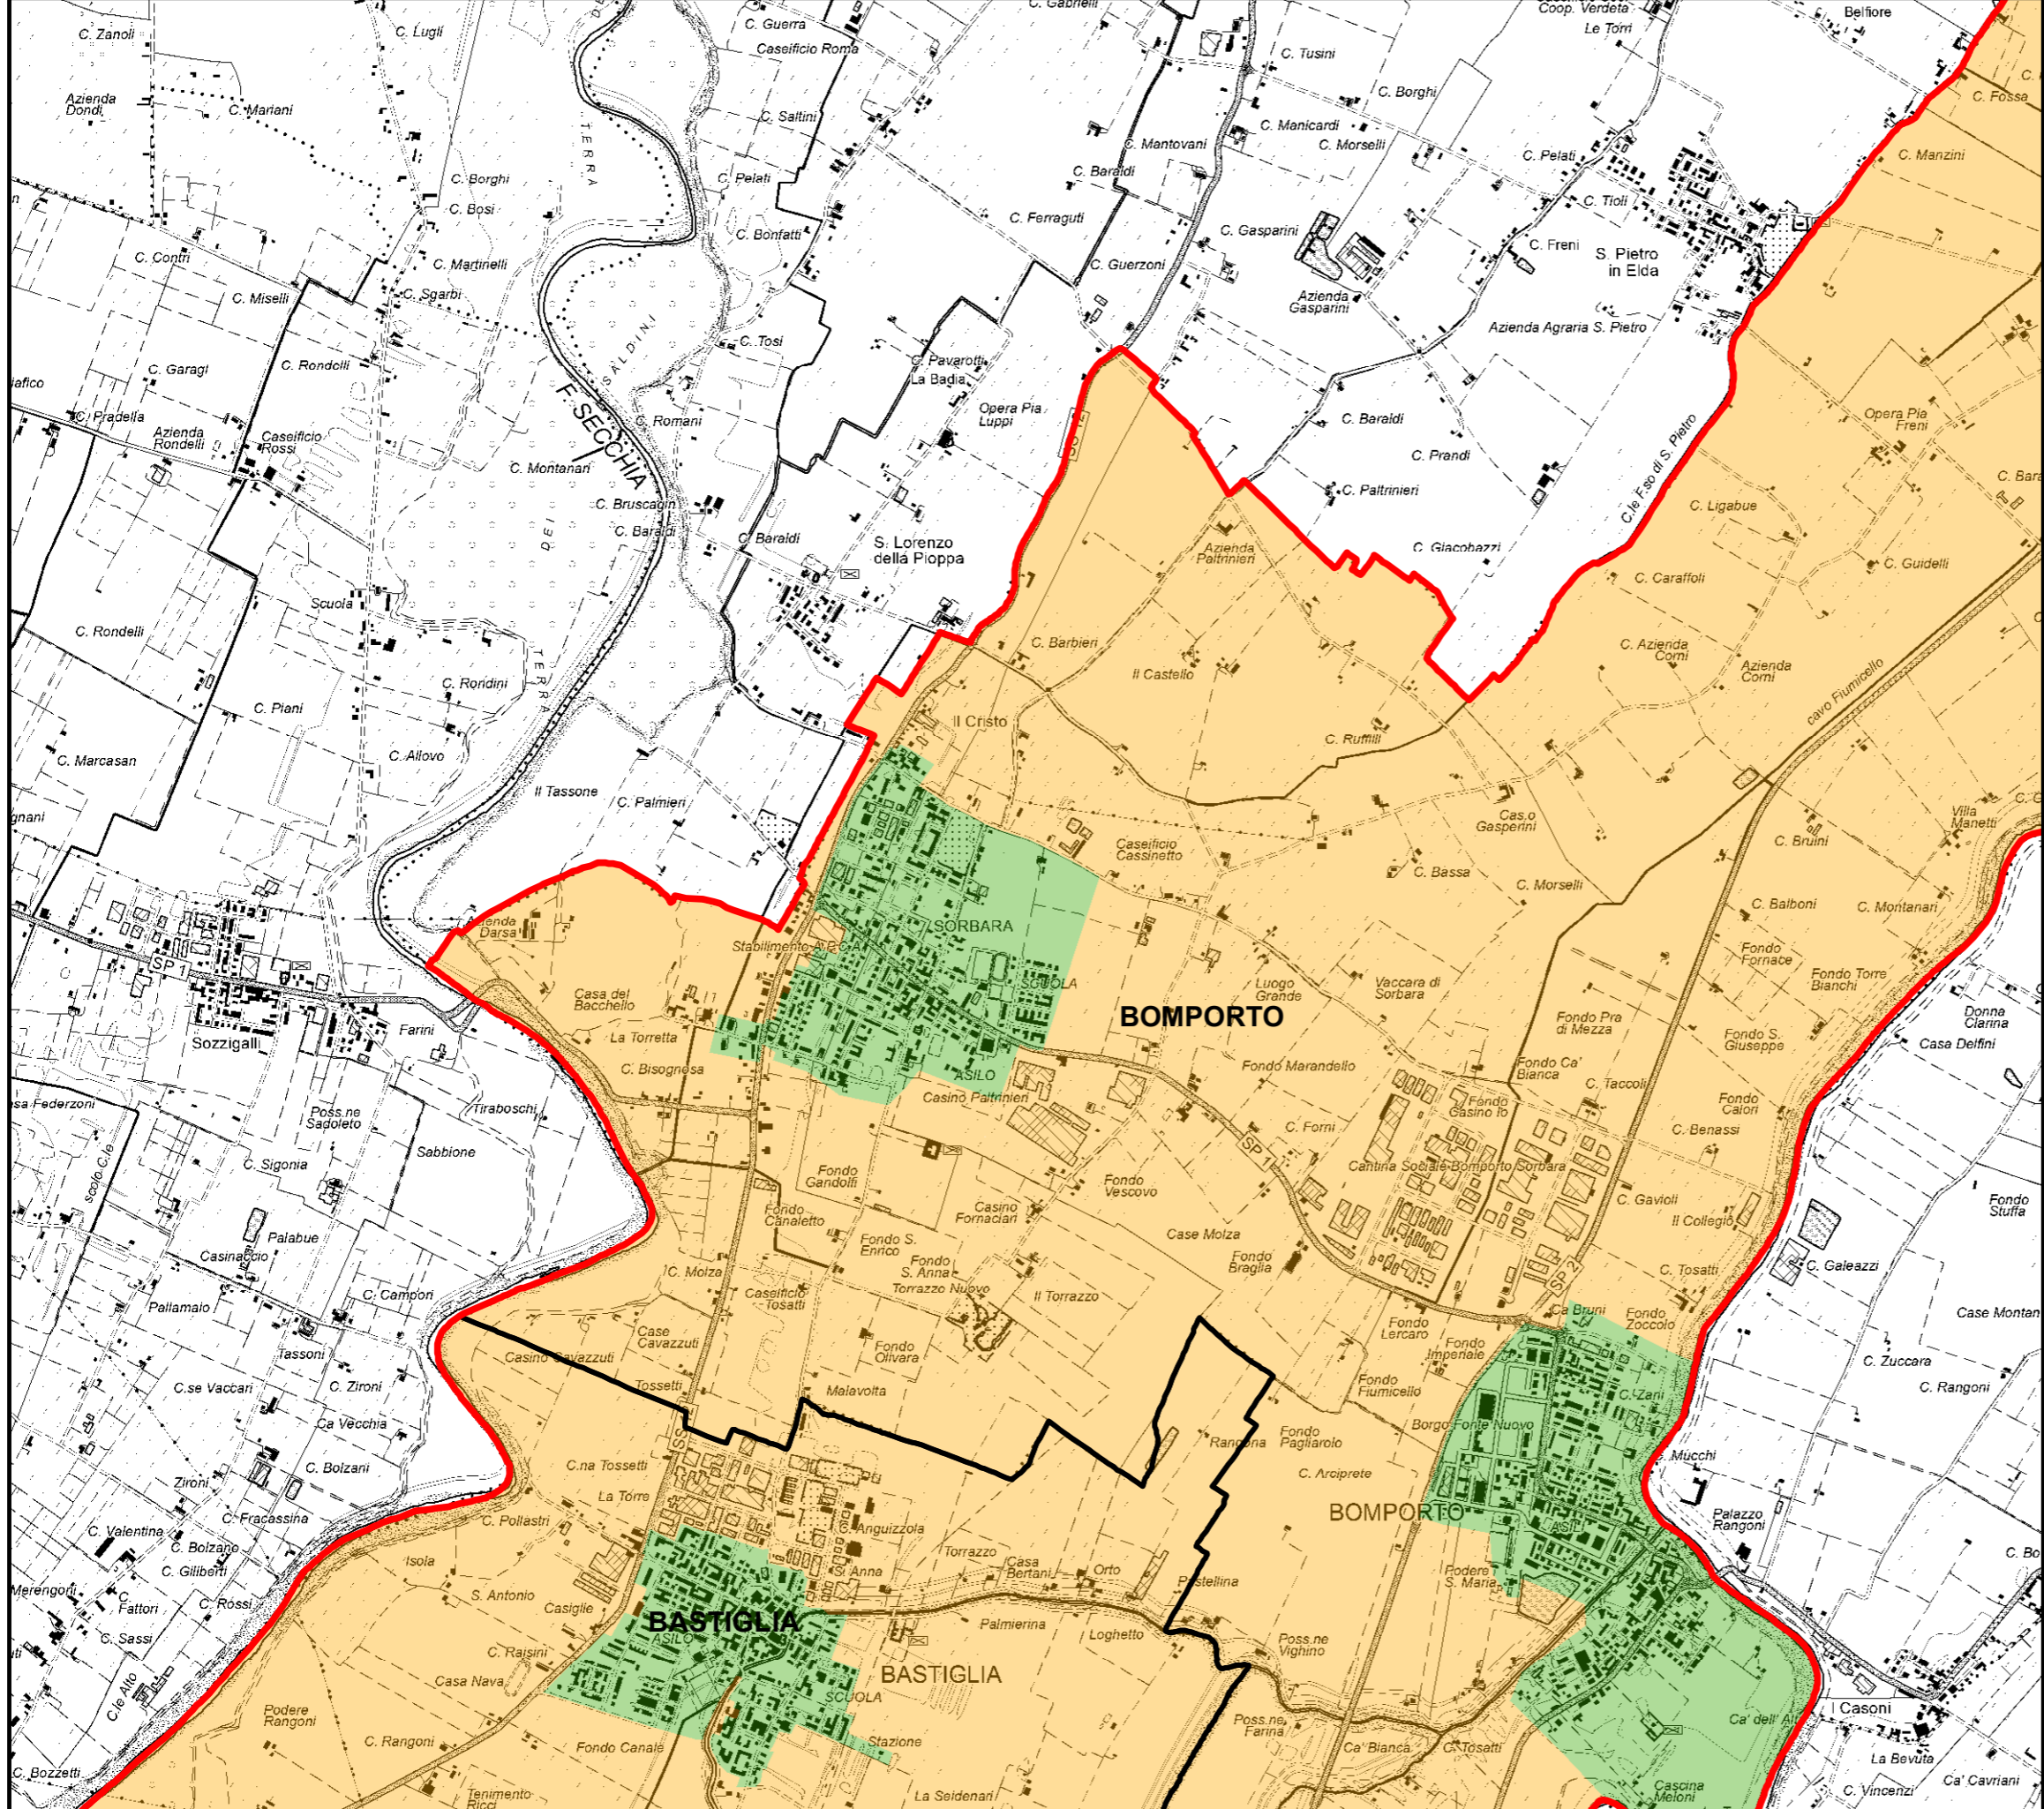 C. Zanoli
C. Lugli
C. Guerra
Caseificio Roma
C. Gabrielli
C. Tusini
Coop. Verdeta
Le Torri
Belfiore
Azienda
Dondi
C. Mariani
C. Saltini
C. Borghi
C. Manicardi
C. Morselli
C. Mantovani
C. Fossa
C. Manzini
C. Borghi
C. Bosi
TERRA
C. Pelati
C. Baraldi
C. Pelati
C. Tioli
C. Ferraguti
C. Bonfatti
C. Gasparini
C. Freni
S. Pietro
in Elda
C. Contri
C. Martinelli
C. Guerzoni
C. Miselli
C. Sgarbi
Azienda
Gasparini
Azienda Agraria S. Pietro
SALDINI
C. Tosi
C. Garagi
C. Rondelli
C. Pavarotti
La Badia
C. Pradella
Azienda
Rondelli
Caseificio
Rossi
F. SECCHIA
C. Romani
Opera Pia
Luppi
C. Baraldi
Opera Pia
Freni
C. Montanari
C. Prandi
C.le F.so di S. Pietro
C. Paltrinieri
C. Ligabue
C. Bruscagin
C. Baraldi
DEI
C. Baraldi
S. Lorenzo
della Pioppa
Azienda
Paltrinieri
C. Giacobazzi
C. Guidelli
C. Caraffoli
Scuola
C. Rondelli
C. Barbieri
C. Azienda
Corni
Azienda
Corni
TERRA
C. Rondini
Il Castello
cavo Fiumicello
C. Piani
Il Cristo
C. Ruffilli
C. Marcasan
C. Allovo
Il Tassone
C. Palmieri
Cas.o
Gasperini
Villa
Manetti
C. Bruini
Caseificio
Cassinetto
C. Bassa
C. Morselli
C. Balboni
C. Montanari
Azienda
Darsa
SORBARA
Stabilimento A.P.C.A.
Fondo
Fornace
Fondo Torre
Bianchi
SP 1
Casa del
Bacchello
SCUOLA
Luogo
Grande
Vaccara di
Sorbara
BOMPORTO
Fondo Pra
di Mezza
Donna
Clarina
Sozzigalli
Farini
La Torretta
Fondo S.
Giuseppe
Casa Delfini
C. Bisognosa
ASILO
Fondo Marandello
Fondo Ca'
Bianca
C. Taccoli
Casino Paltrinieri
Fondo
Casino Io
Fondo
Calori
Poss.ne
Sadoleto
Tiraboschi
C. Forni
C. Benassi
Sabbione
SP 1
C. Sigonia
scolo C.le
Cantina Sociale Bomporto Sorbara
Fondo
Gandolfi
Fondo
Vescovo
C. Gavioli
Fondo
Stuffa
Fondo
Canaletto
Casino
Fornaciari
Il Collegio
Palabue
Casinaccio
Fondo S.
Enrico
Case Molza
Fondo
Braglia
C. Molza
Fondo
S. Anna
Torrazzo Nuovo
SP 2
C. Tosatti
C. Galeazzi
Caseificio
Tosatti
Il Torrazzo
Pallamalo
C. Campori
Ca Bruni
Fondo
Zoccolo
Case Montan
Case
Cavazzuti
Fondo
Lercaro
Tassoni
Casino Cavazzuti
Fondo
Olivara
Fondo
Imperiale
C. Zuccara
C.se Vaccari
C. Zironi
Tossetti
Malavolta
Fondo
Fiumicello
C. Zani
C. Rangoni
Ca Vecchia
Borgo Fonte Nuovo
Rangona
Fondo
Pagliarolo
C. Bolzani
C.na Tossetti
C. Arciprete
Mucchi
Zironi
La Torre
C. Fracassina
C. Pollastri
C. Anguizzola
BOMPORTO
Palazzo
Rangoni
C. Valentina
C. Bolzano
C. Giliberti
Isola
Torrazzo
Casa
Bertani
Orto
Merengoni
C.
Fattori
C. Rossi
S. Antonio
Casiglie
S. Anna
Pastellina
Podere
S. Maria
C. Sassi
BASTIGLIA
ASILO
Palmierina
Loghetto
Poss.ne
Vighino
C. Raisini
Casa Nava
BASTIGLIA
C.le Alto
SCUOLA
Podere
Rangoni
Poss.ne
Farina
I Casoni
C. Rangoni
Fondo Canale
Stazione
Ca' Bianca
C. Tosatti
La Bevuta
C. Bozzetti
Tenimento
Ricci
La Seidenari
Cascina
Meloni
C. Vincenzi
Ca' Cavriani